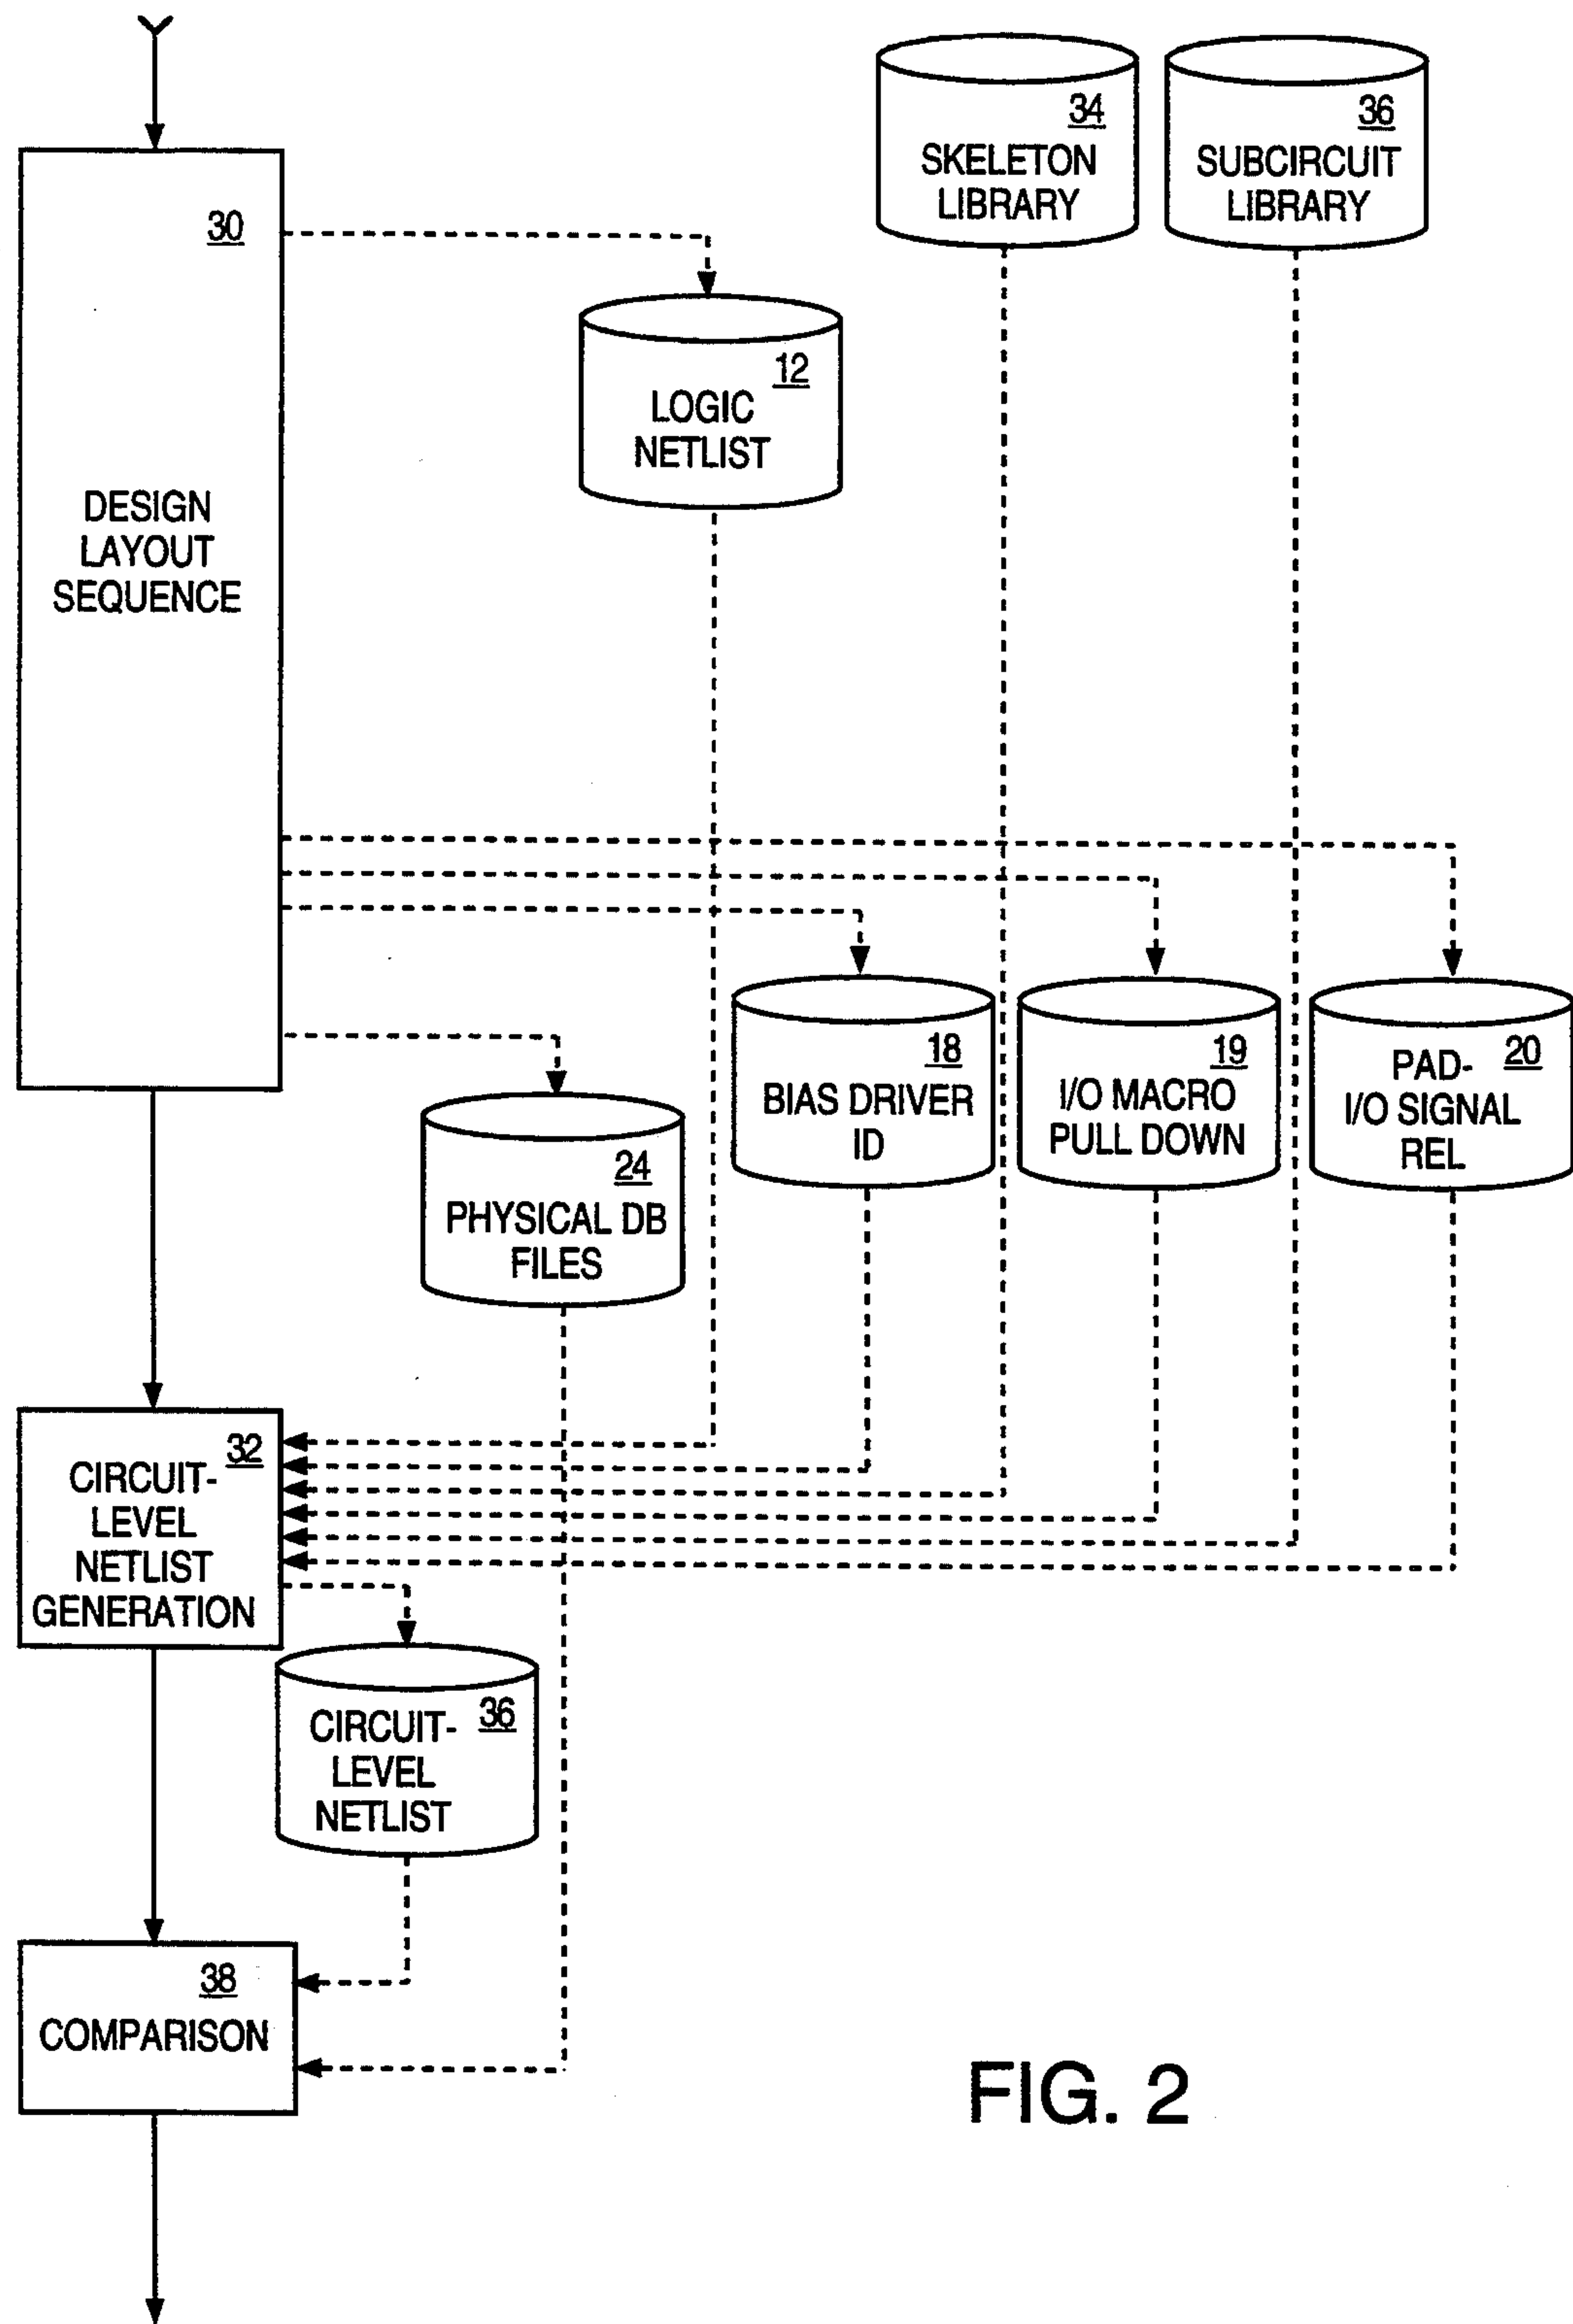 34
SKELETON
LIBRARY
36
SUBCIRCUIT
LIBRARY
30
DESIGN
LAYOUT
SEQUENCE
12
LOGIC
NETLIST
18
BIAS DRIVER
ID
19
I/O MACRO
PULL DOWN
20
PAD-
I/O SIGNAL
REL
24
PHYSICAL DB
FILES
32
CIRCUIT-
LEVEL
NETLIST
GENERATION
36
CIRCUIT-
LEVEL
NETLIST
38
COMPARISON
FIG. 2